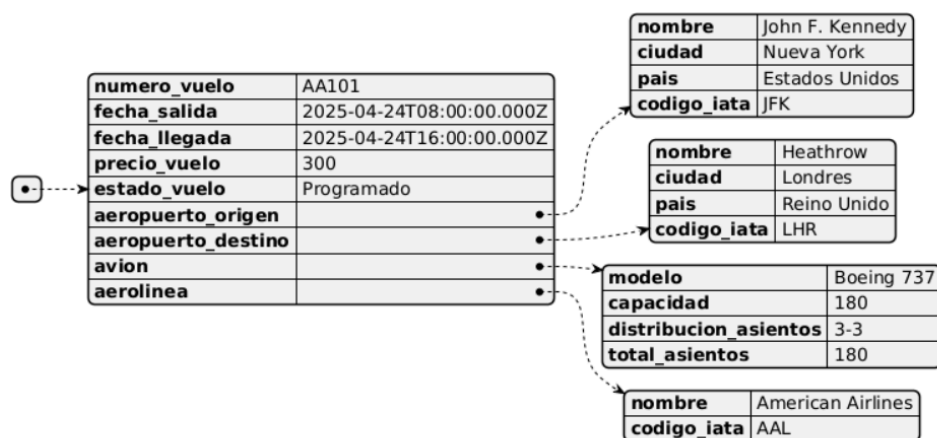 numero_vuelo AA101
fecha_salida 2025-04-24T08:00:00.000Z
fecha_llegada 2025-04-24T16:00:00.000Z
precio_vuelo 300
estado_vuelo Programado
aeropuerto_origen
aeropuerto_destino
avion
aerolinea
nombre John F. Kennedy
ciudad Nueva York
pais Estados Unidos
codigo_iata JFK
nombre Heathrow
ciudad Londres
pais Reino Unido
codigo_iata LHR
modelo Boeing 737
capacidad 180
distribucion_asientos 3-3
total_asientos 180
nombre American Airlines
codigo_iata AAL